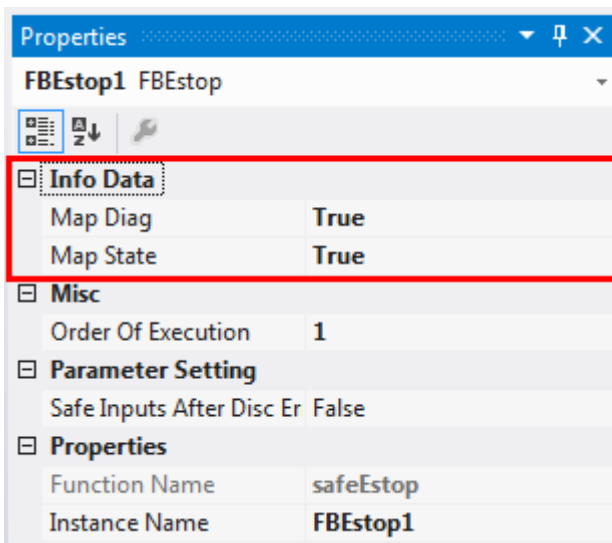 Properties
FBEstop1 FBEstop
Info Data
Map Diag True
Map State True
Misc
Order Of Execution 1
Parameter Setting
Safe Inputs After Disc Er False
Properties
Function Name safeEstop
Instance Name FBEstop1